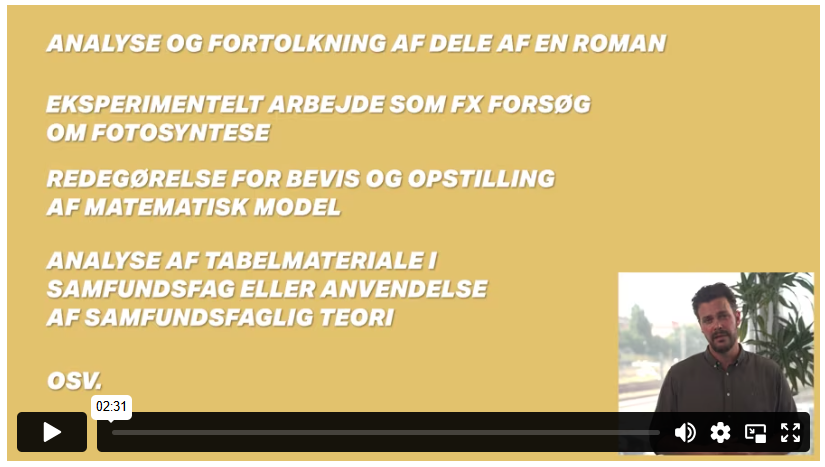 ANALYSE OG FORTOLKNING AF DELE AF EN ROMAN
EKSPERIMENTELT ARBEJDE SOM FX FORSØG
OM FOTOSYNTESE
REDEGØRELSE FOR BEVIS OG OPSTILLING
AF MATEMATISK MODEL
ANALYSE AF TABELMATERIALE I
SAMFUNDSFAG ELLER ANVENDELSE
AF SAMFUNDSFAGLIG TEORI
OSV.
02:31